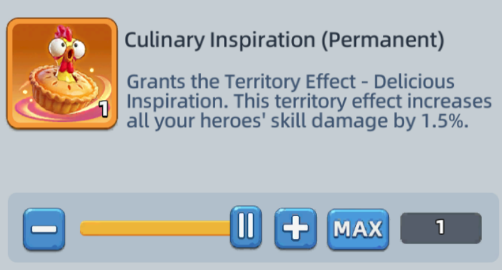 Culinary Inspiration (Permanent)
Grants the Territory Effect - Delicious
Inspiration. This territory effect increases
all your heroes' skill damage by 1.5%.
1
MAX
1